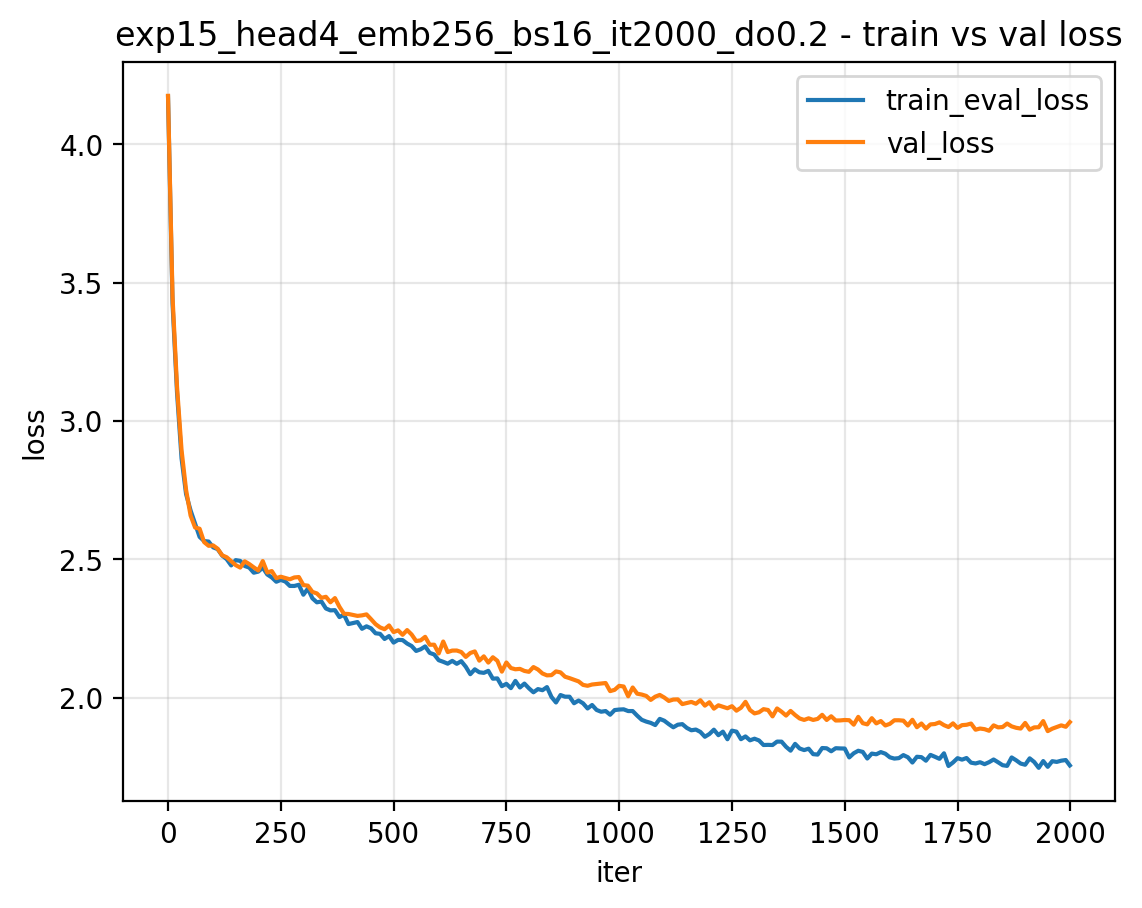 exp15_head4_emb256_bs16_it2000_do0.2 - train vs val loss
train_eval_loss
val_loss
4.0
3.5
3.0
2.5
2.0
loss
0 250 500 750 1000 1250 1500 1750 2000
iter